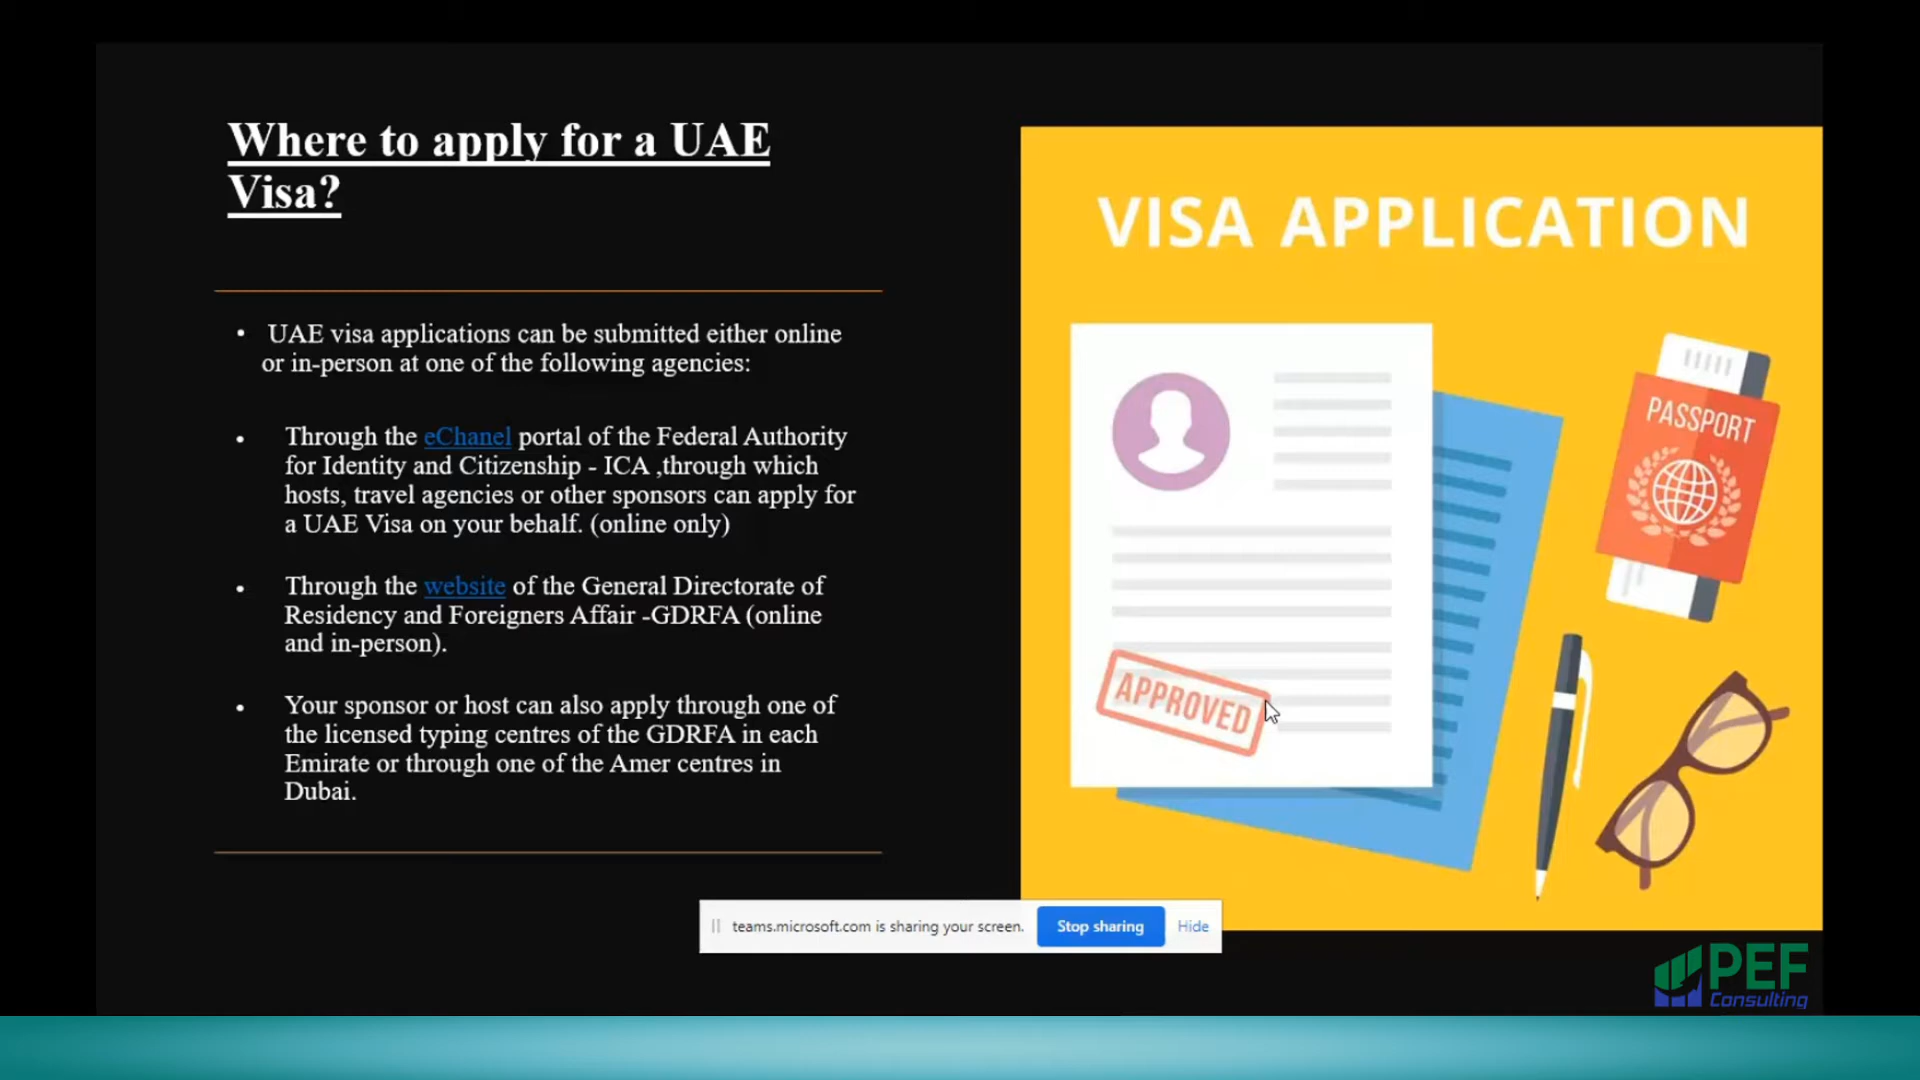 Where to apply for a UAE
Visa?
• UAE visa applications can be submitted either online
or in-person at one of the following agencies:
• Through the eChanel portal of the Federal Authority
for Identity and Citizenship - ICA ,through which
hosts, travel agencies or other sponsors can apply for
a UAE Visa on your behalf. (online only)
• Through the website of the General Directorate of
Residency and Foreigners Affair -GDRFA (online
and in-person).
• Your sponsor or host can also apply through one of
the licensed typing centres of the GDRFA in each
Emirate or through one of the Amer centres in
Dubai.
VISA APPLICATION
PASSPORT
APPROVED
teams.microsoft.com is sharing your screen. Stop sharing Hide
PEF
Consulting